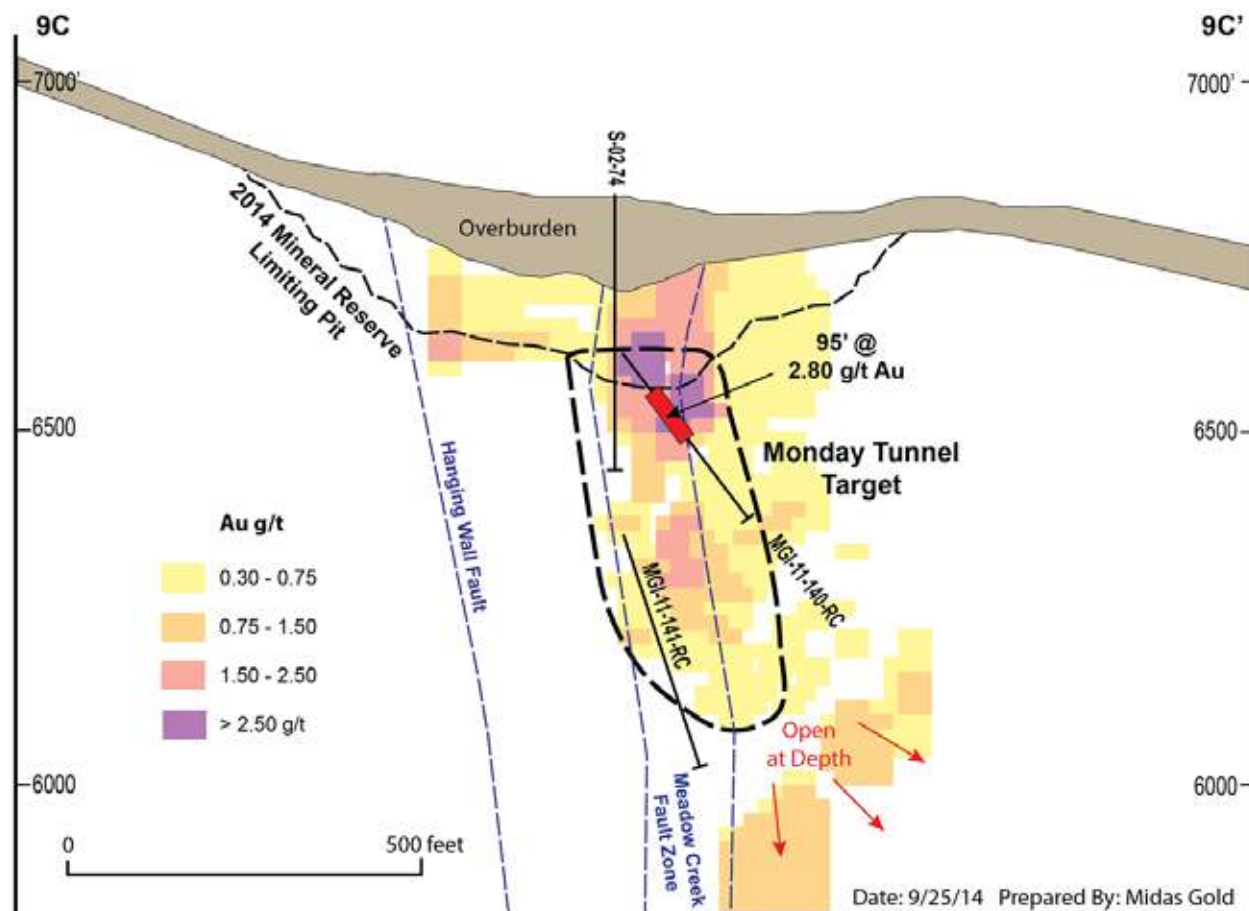 9C
9C'
7000'
7000'
S-02-74
Overburden
2014 Mineral Reserve
Limiting Pit
95' @
2.80 g/t Au
6500
6500
Monday Tunnel
Target
Hanging Wall Fault
Au g/t
0.30 - 0.75
0.75 - 1.50
1.50 - 2.50
> 2.50 g/t
MGI-11-141-RC
MGI-11-140-RC
Open
at Depth
6000
6000
Meadow Creek
Fault Zone
0
500 feet
Date: 9/25/14 Prepared By: Midas Gold